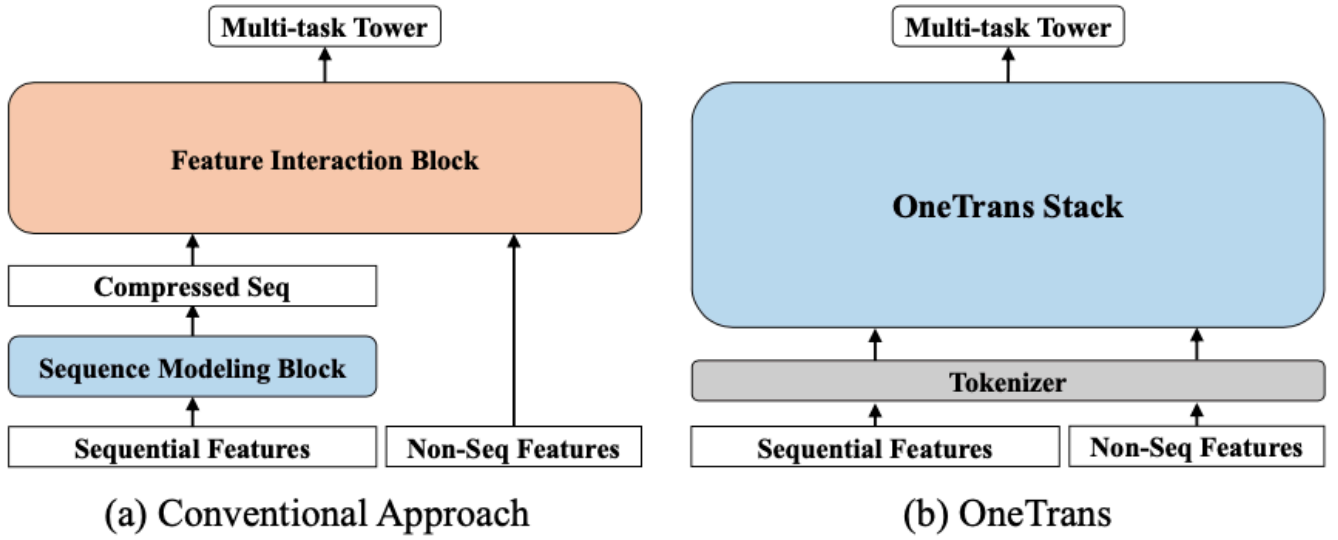 Multi-task Tower
Feature Interaction Block
Compressed Seq
Sequence Modeling Block
Sequential Features
Non-Seq Features
(a) Conventional Approach
Multi-task Tower
OneTrans Stack
Tokenizer
Sequential Features
Non-Seq Features
(b) OneTrans